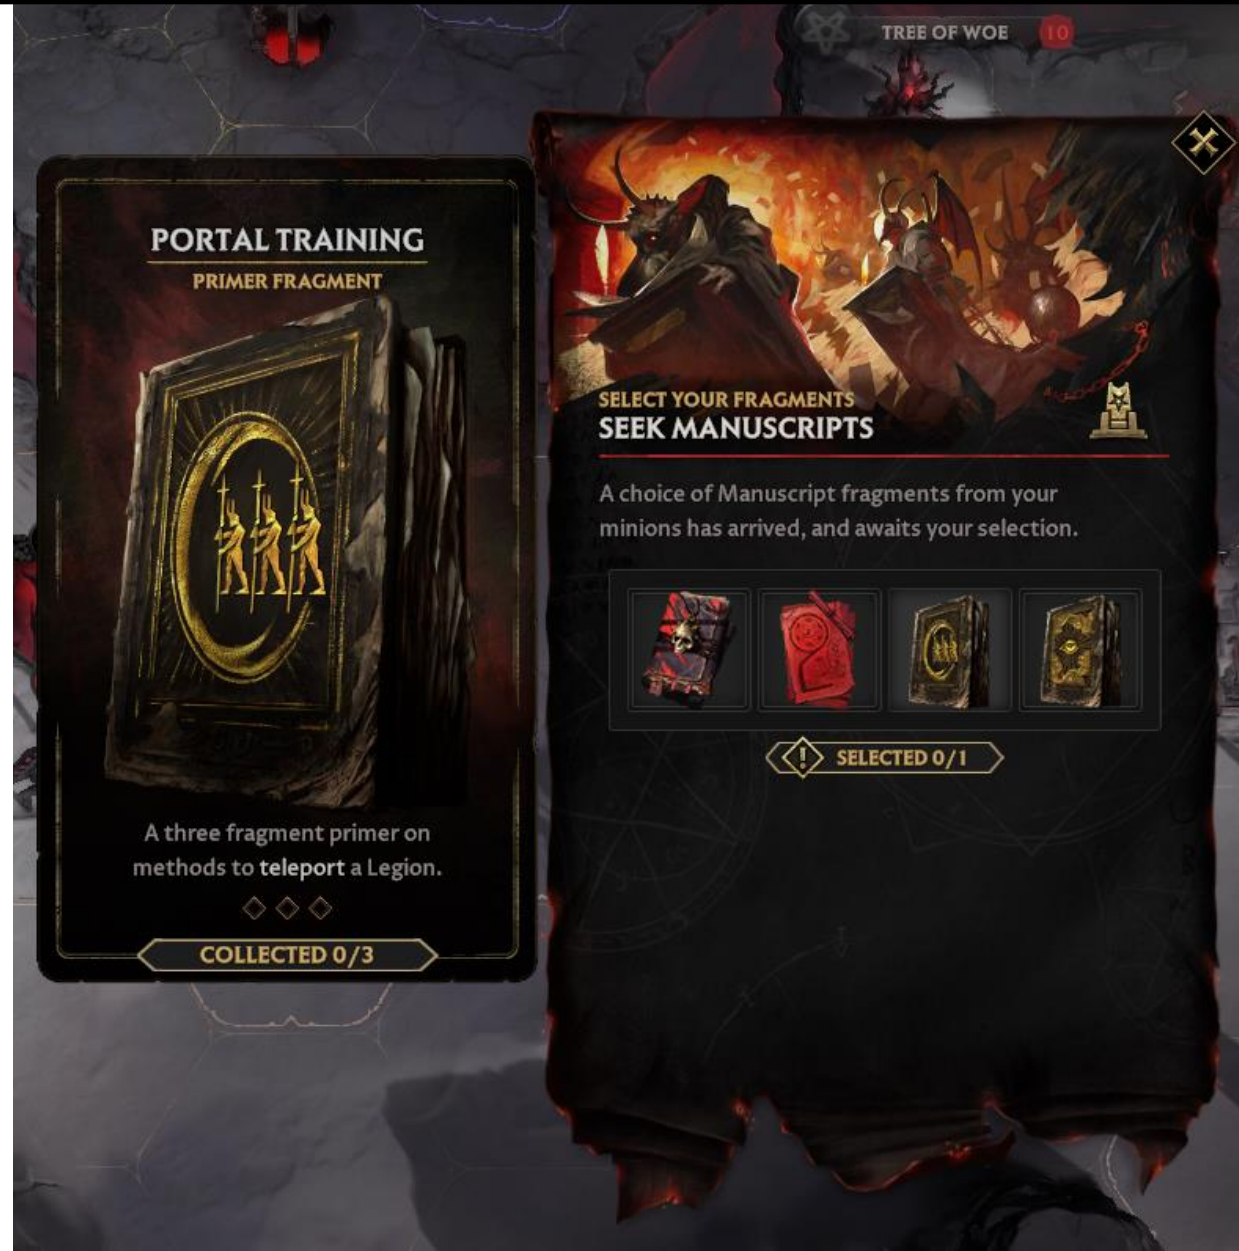 TREE OF WOE 10
PORTAL TRAINING
PRIMER FRAGMENT
A three fragment primer on
methods to teleport a Legion.
COLLECTED 0/3
SELECT YOUR FRAGMENTS
SEEK MANUSCRIPTS
A choice of Manuscript fragments from your
minions has arrived, and awaits your selection.
! SELECTED 0/1